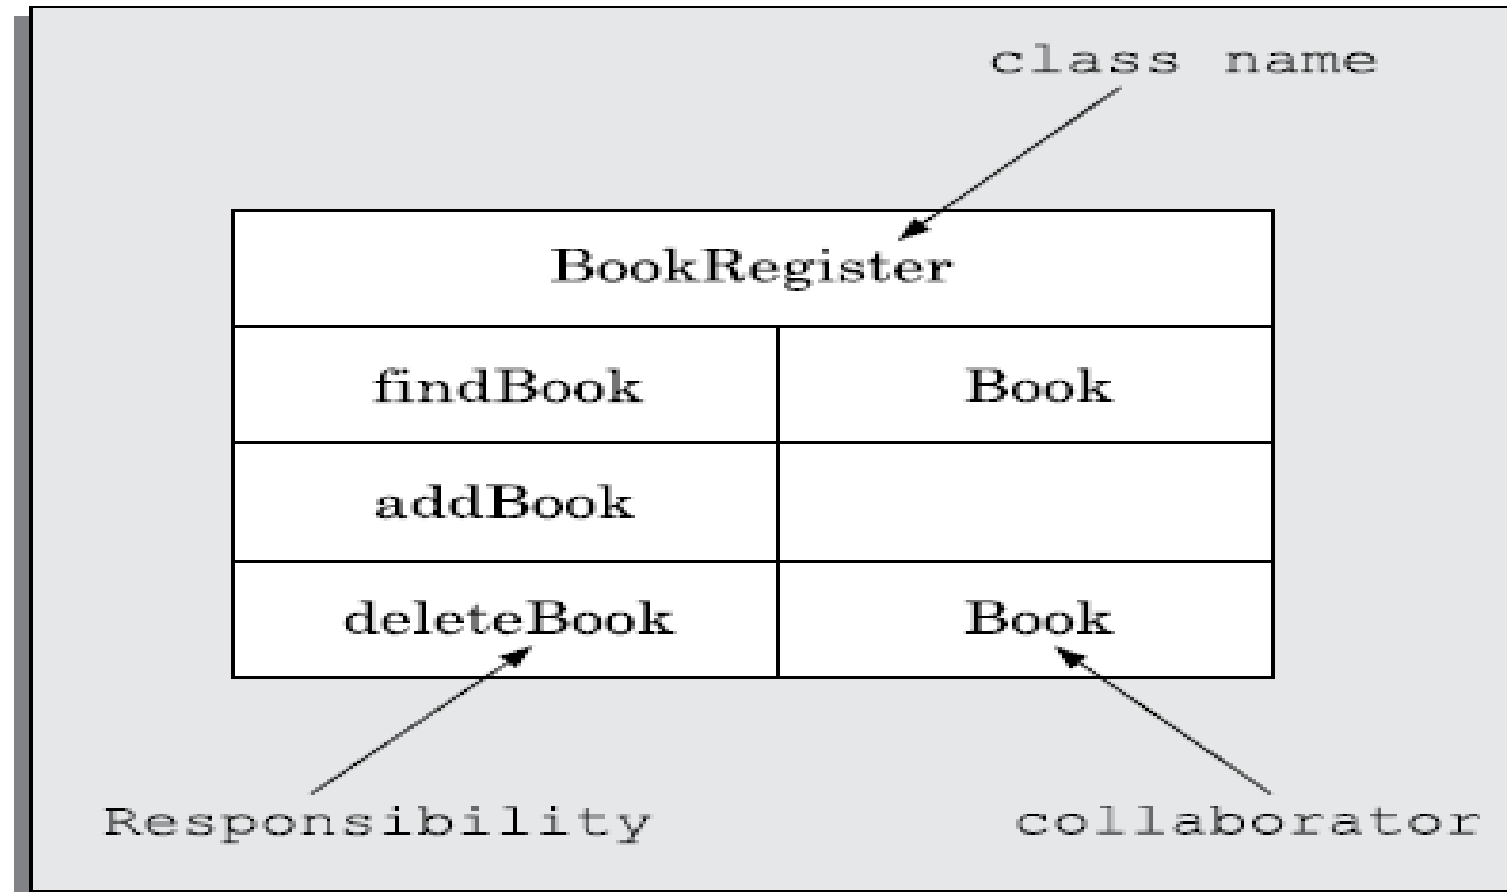 class name
BookRegister
findBook Book
addBook
deleteBook Book
Responsibility collaborator